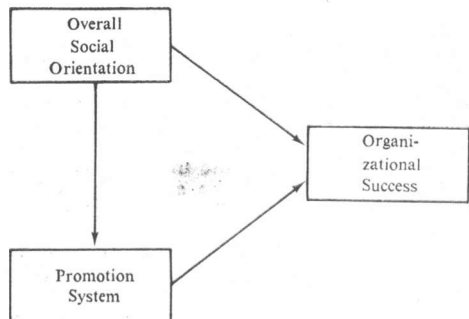 Overall
Social
Orientation
Organi-
zational
Success
Promotion
System